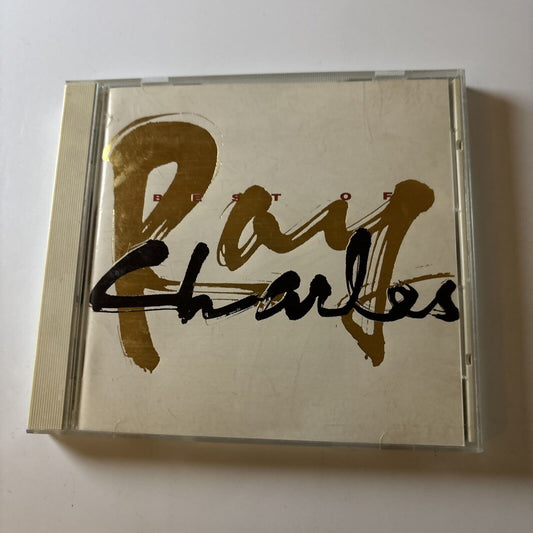 BEST OF
Ray
Charles